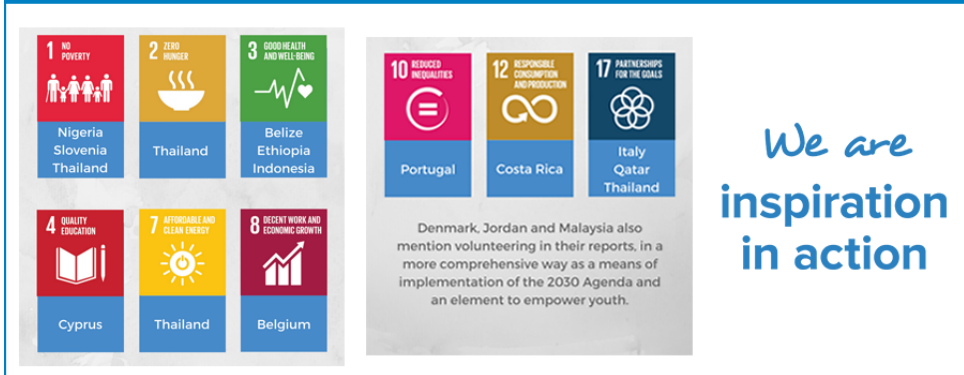 1 NO
POVERTY
Nigeria
Slovenia
Thailand
2 ZERO
HUNGER
Thailand
3 GOOD HEALTH
AND WELL-BEING
Belize
Ethiopia
Indonesia
4 QUALITY
EDUCATION
Cyprus
7 AFFORDABLE AND
CLEAN ENERGY
Thailand
8 DECENT WORK AND
ECONOMIC GROWTH
Belgium
10 REDUCED
INEQUALITIES
Portugal
12 RESPONSIBLE
CONSUMPTION
AND PRODUCTION
Costa Rica
17 PARTNERSHIPS
FOR THE GOALS
Italy
Qatar
Thailand
Denmark, Jordan and Malaysia also
mention volunteering in their reports, in a
more comprehensive way as a means of
implementation of the 2030 Agenda and
an element to empower youth.
We are
inspiration
in action